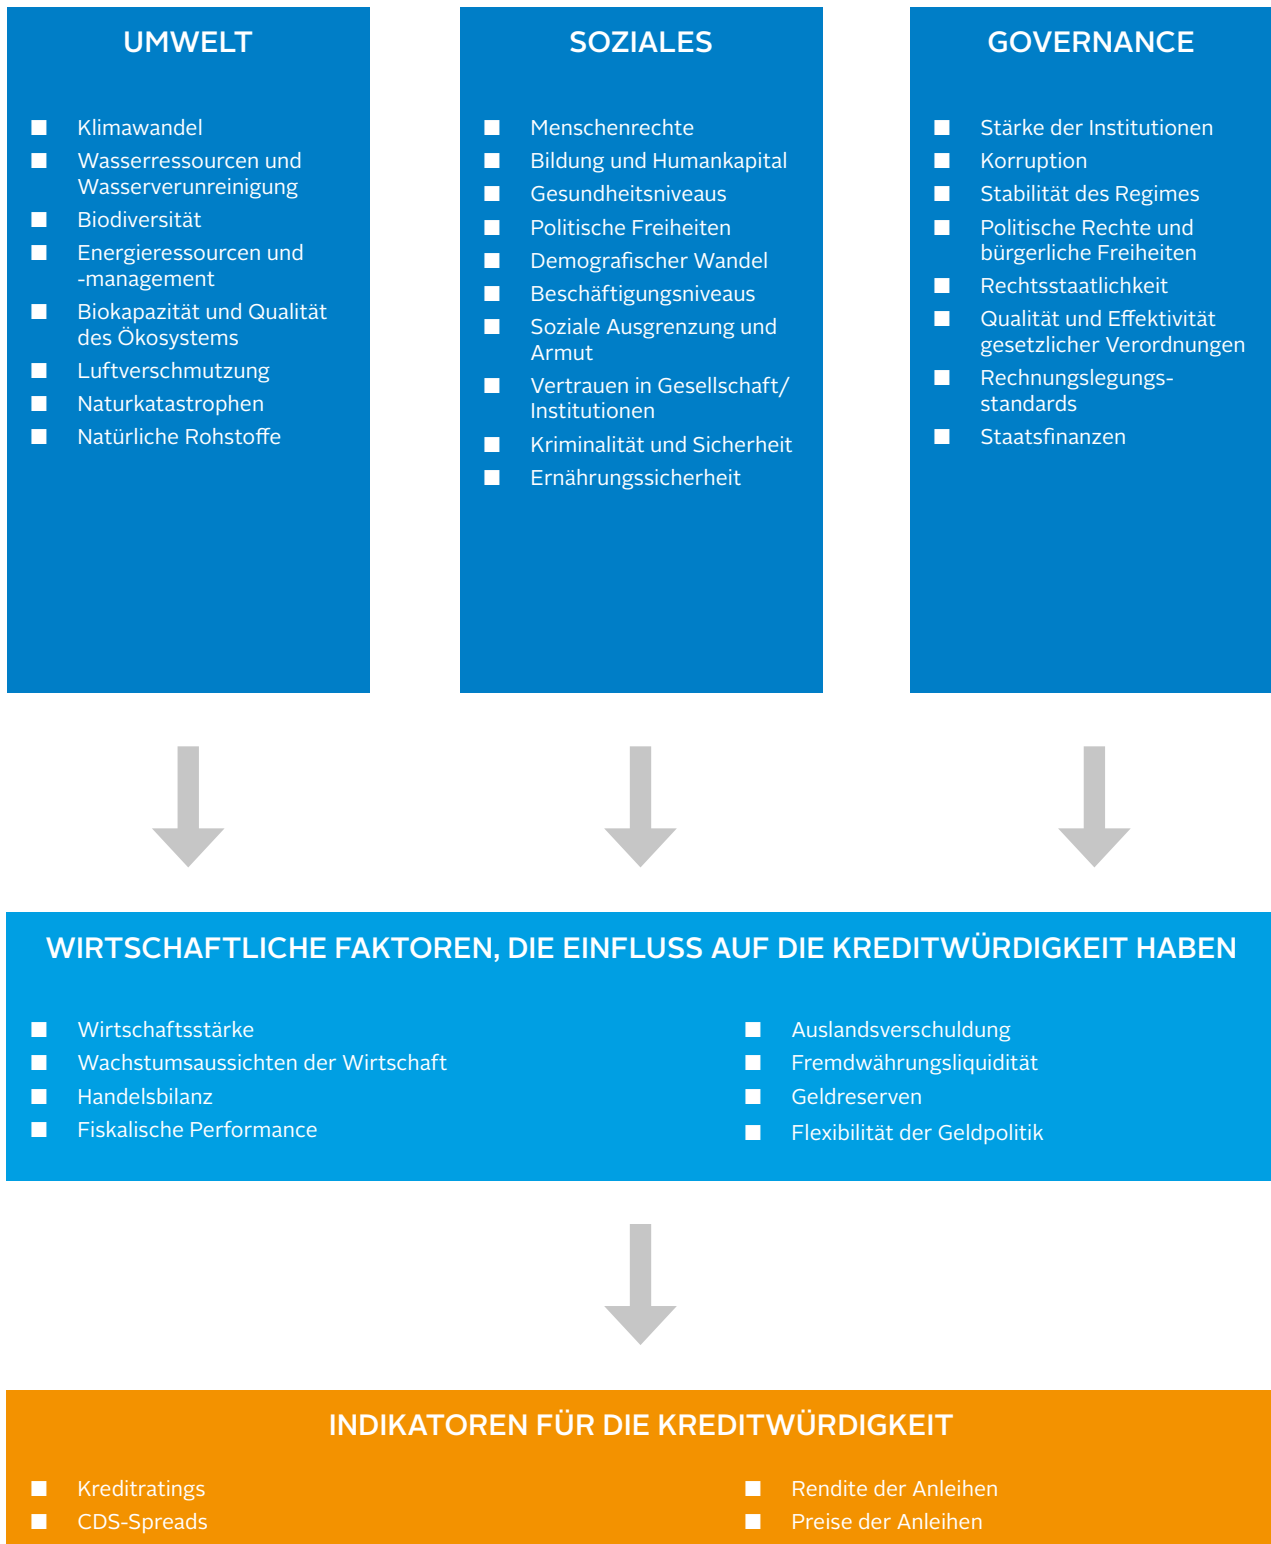 UMWELT
■ Klimawandel
■ Wasserressourcen und
Wasserverunreinigung
■ Biodiversität
■ Energieressourcen und
-management
■ Biokapazität und Qualität
des Ökosystems
■ Luftverschmutzung
■ Naturkatastrophen
■ Natürliche Rohstoffe
SOZIALES
■ Menschenrechte
■ Bildung und Humankapital
■ Gesundheitsniveaus
■ Politische Freiheiten
■ Demografischer Wandel
■ Beschäftigungsniveaus
■ Soziale Ausgrenzung und
Armut
■ Vertrauen in Gesellschaft/
Institutionen
■ Kriminalität und Sicherheit
■ Ernährungssicherheit
GOVERNANCE
■ Stärke der Institutionen
■ Korruption
■ Stabilität des Regimes
■ Politische Rechte und
bürgerliche Freiheiten
■ Rechtsstaatlichkeit
■ Qualität und Effektivität
gesetzlicher Verordnungen
■ Rechnungslegungs-
standards
■ Staatsfinanzen
WIRTSCHAFTLICHE FAKTOREN, DIE EINFLUSS AUF DIE KREDITWÜRDIGKEIT HABEN
■ Wirtschaftsstärke
■ Wachstumsaussichten der Wirtschaft
■ Handelsbilanz
■ Fiskalische Performance
■ Auslandsverschuldung
■ Fremdwährungsliquidität
■ Geldreserven
■ Flexibilität der Geldpolitik
INDIKATOREN FÜR DIE KREDITWÜRDIGKEIT
■ Kreditratings
■ CDS-Spreads
■ Rendite der Anleihen
■ Preise der Anleihen